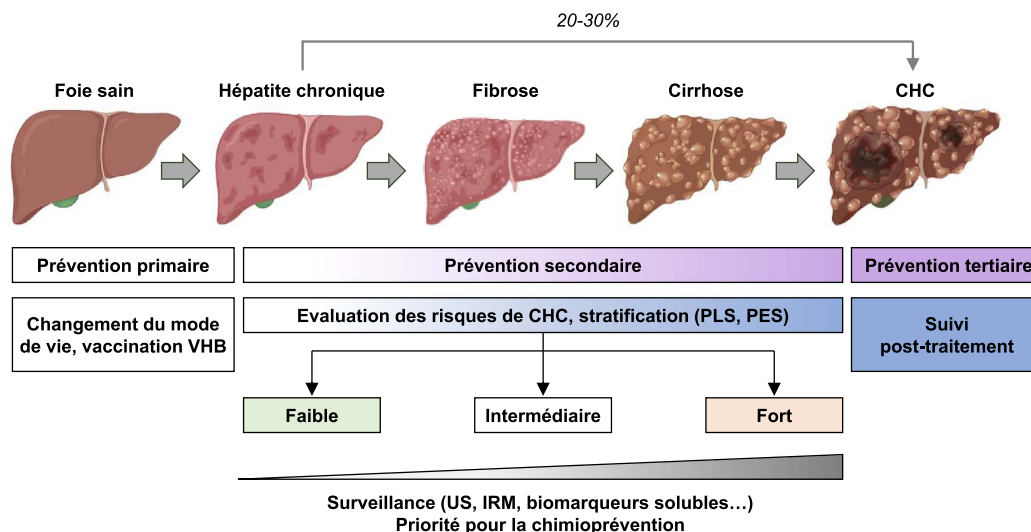 20-30%
Foie sain
Hépatite chronique
Fibrose
Cirrhose
CHC
Prévention primaire
Prévention secondaire
Prévention tertiaire
Changement du mode
de vie, vaccination VHB
Evaluation des risques de CHC, stratification (PLS, PES)
Suivi
post-traitement
Faible
Intermédiaire
Fort
Surveillance (US, IRM, biomarqueurs solubles…)
Priorité pour la chimioprévention